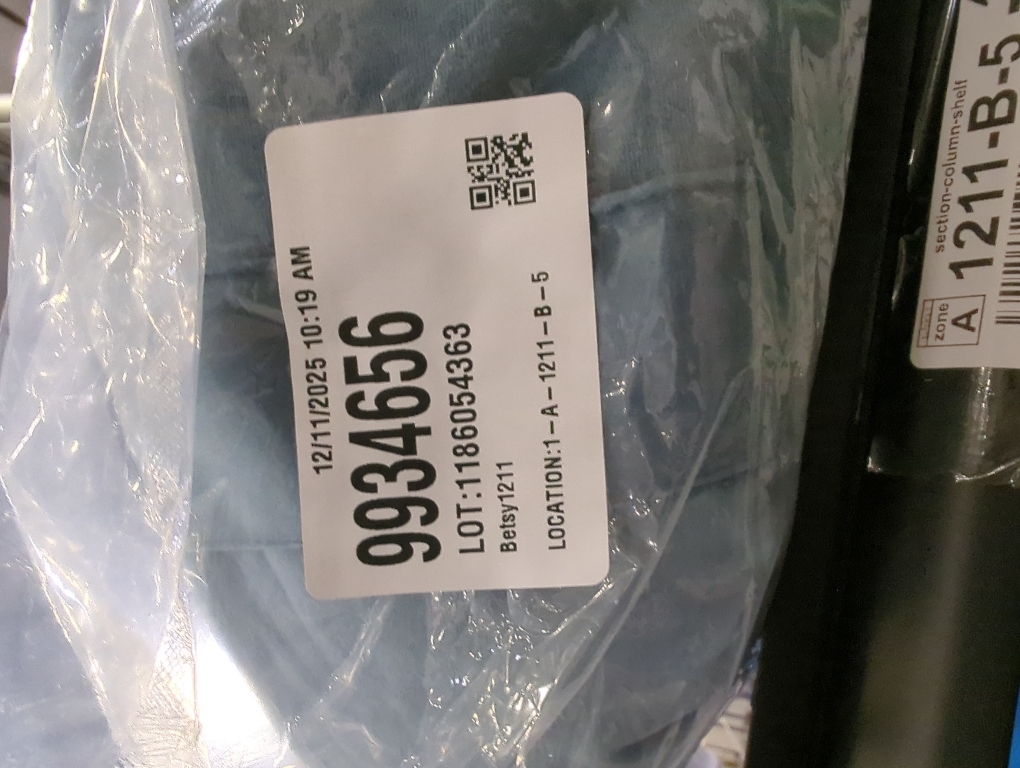 12/11/2025 10:19 AM
9934656
LOT:1186054363
Betsy1211
LOCATION:1-A-1211-B-5
section-column-shelf
zone
A
1211-B-5